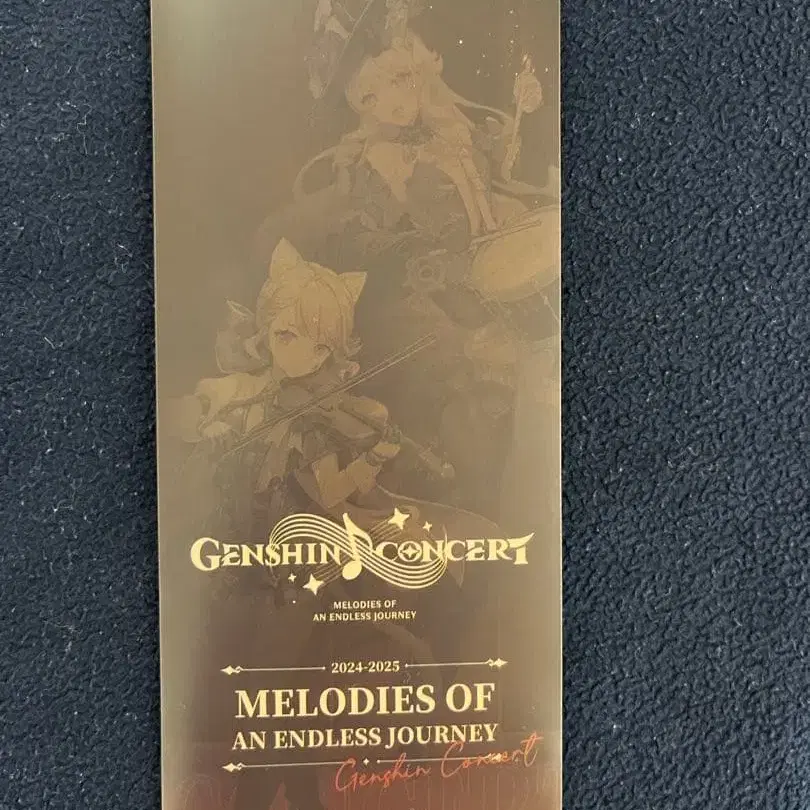 GENSHIN CONCERT
MELODIES OF
AN ENDLESS JOURNEY
2024-2025
MELODIES OF
AN ENDLESS JOURNEY
Genshin Concert